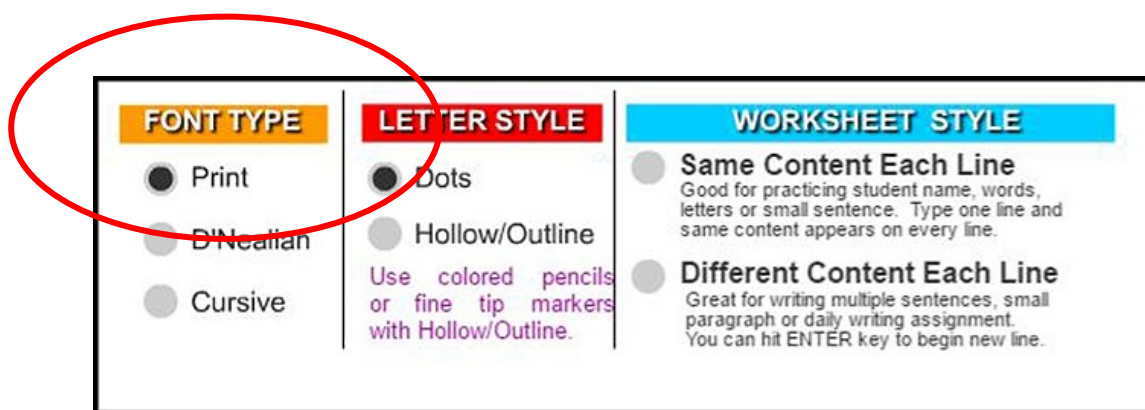 FONT TYPE
Print
D'Nealian
Cursive
LETTER STYLE
Dots
Hollow/Outline
Use colored pencils
or fine tip markers
with Hollow/Outline.
WORKSHEET STYLE
Same Content Each Line
Good for practicing student name, words,
letters or small sentence. Type one line and
same content appears on every line.
Different Content Each Line
Great for writing multiple sentences, small
paragraph or daily writing assignment.
You can hit ENTER key to begin new line.